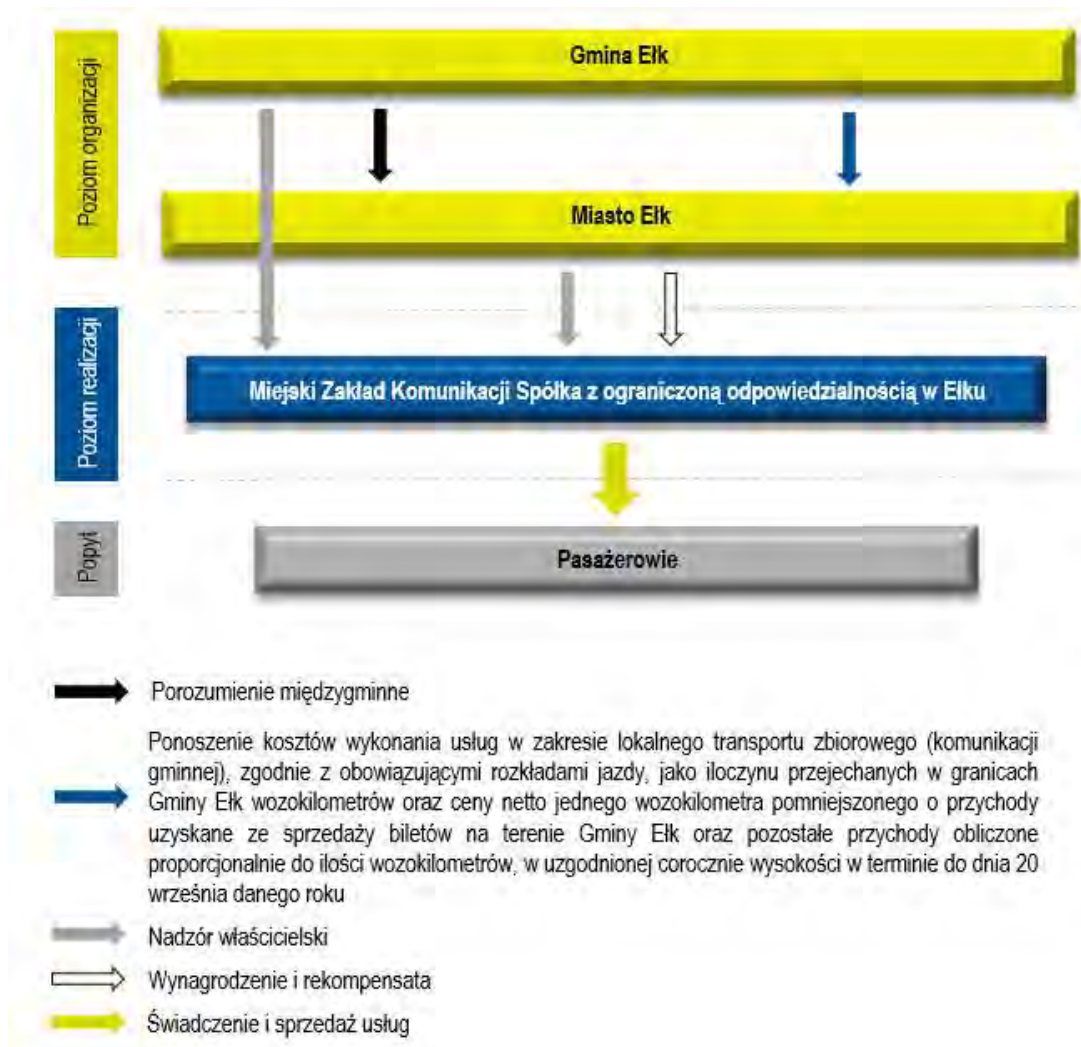 Poziom organizacji
Gmina Ełk
Miasto Ełk
Poziom realizacji
Miejski Zakład Komunikacji Spółka z ograniczoną odpowiedzialnością w Ełku
Popyt
Pasażerowie
Porozumienie międzygminne
Ponoszenie kosztów wykonania usług w zakresie lokalnego transportu zbiorowego (komunikacji
gminnej), zgodnie z obowiązującymi rozkładami jazdy, jako iloczynu przejechanych w granicach
Gminy Ełk wozokilometrów oraz ceny netto jednego wozokilometra pomniejszonego o przychody
uzyskane ze sprzedaży biletów na terenie Gminy Ełk oraz pozostałe przychody obliczone
proporcjonalnie do ilości wozokilometrów, w uzgodnionej corocznie wysokości w terminie do dnia 20
września danego roku
Nadzór właścicielski
Wynagrodzenie i rekompensata
Świadczenie i sprzedaż usług